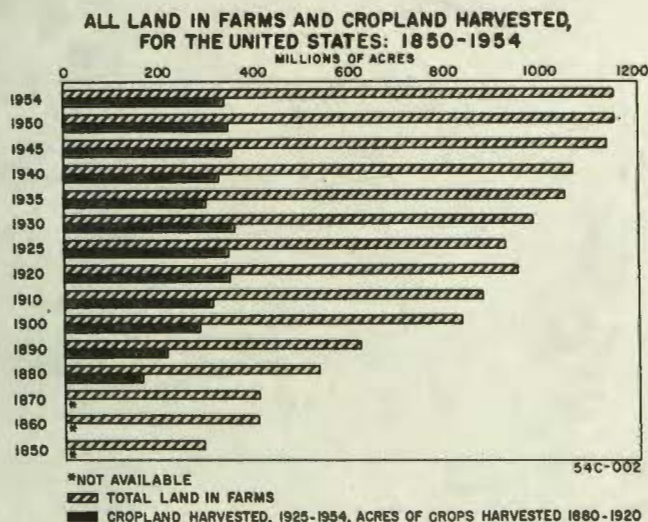 ALL LAND IN FARMS AND CROPLAND HARVESTED,
FOR THE UNITED STATES: 1850-1954
MILLIONS OF ACRES
0 200 400 600 800 1000 1200
1954
1950
1945
1940
1935
1930
1925
1920
1910
1900
1890
1880
1870 *
1860 *
1850 *
54C-002
*NOT AVAILABLE
TOTAL LAND IN FARMS
CROPLAND HARVESTED, 1925-1954, ACRES OF CROPS HARVESTED 1880-1920